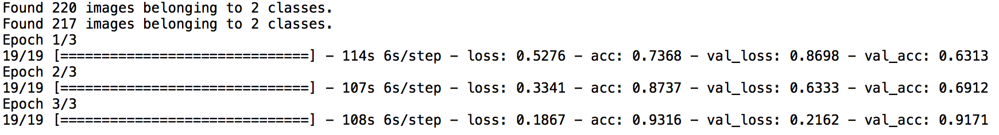 Found 220 images belonging to 2 classes.
Found 217 images belonging to 2 classes.
Epoch 1/3
19/19 [==============================] - 114s 6s/step - loss: 0.5276 - acc: 0.7368 - val_loss: 0.8698 - val_acc: 0.6313
Epoch 2/3
19/19 [==============================] - 107s 6s/step - loss: 0.3341 - acc: 0.8737 - val_loss: 0.6333 - val_acc: 0.6912
Epoch 3/3
19/19 [==============================] - 108s 6s/step - loss: 0.1867 - acc: 0.9316 - val_loss: 0.2162 - val_acc: 0.9171